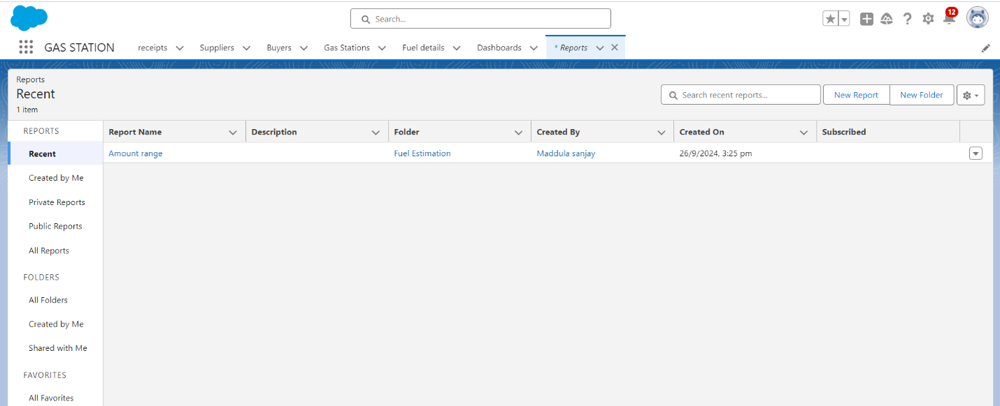 Search...
12
GAS STATION
receipts
Suppliers
Buyers
Gas Stations
Fuel details
Dashboards
* Reports
Reports
Recent
1 item
Search recent reports...
New Report
New Folder
REPORTS
Recent
Created by Me
Private Reports
Public Reports
All Reports
FOLDERS
All Folders
Created by Me
Shared with Me
FAVORITES
All Favorites
Report Name
Description
Folder
Created By
Created On
Subscribed
Amount range
Fuel Estimation
Maddula sanjay
26/9/2024, 3:25 pm